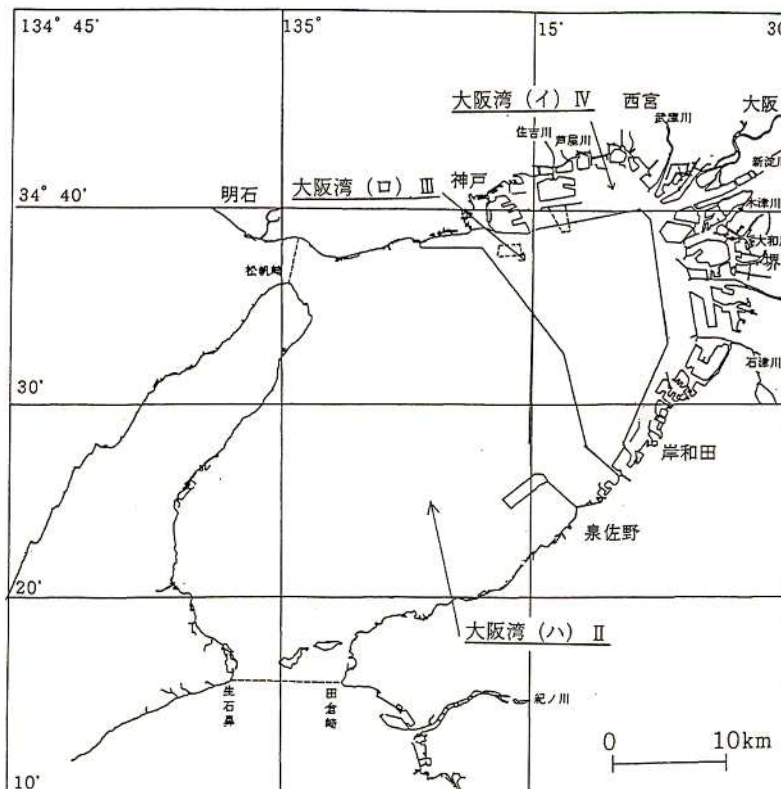 134° 45'
135°
15'
30
大阪湾（イ）Ⅳ
西宮
武庫川
大阪
住吉川
芦屋川
新淀川
34° 40'
明石
大阪湾（ロ）Ⅲ
神戸
木津川
大和川
堺
松帆崎
石津川
30'
岸和田
泉佐野
20'
大阪湾（ハ）Ⅱ
生石鼻
田倉崎
紀ノ川
0
10km
10'